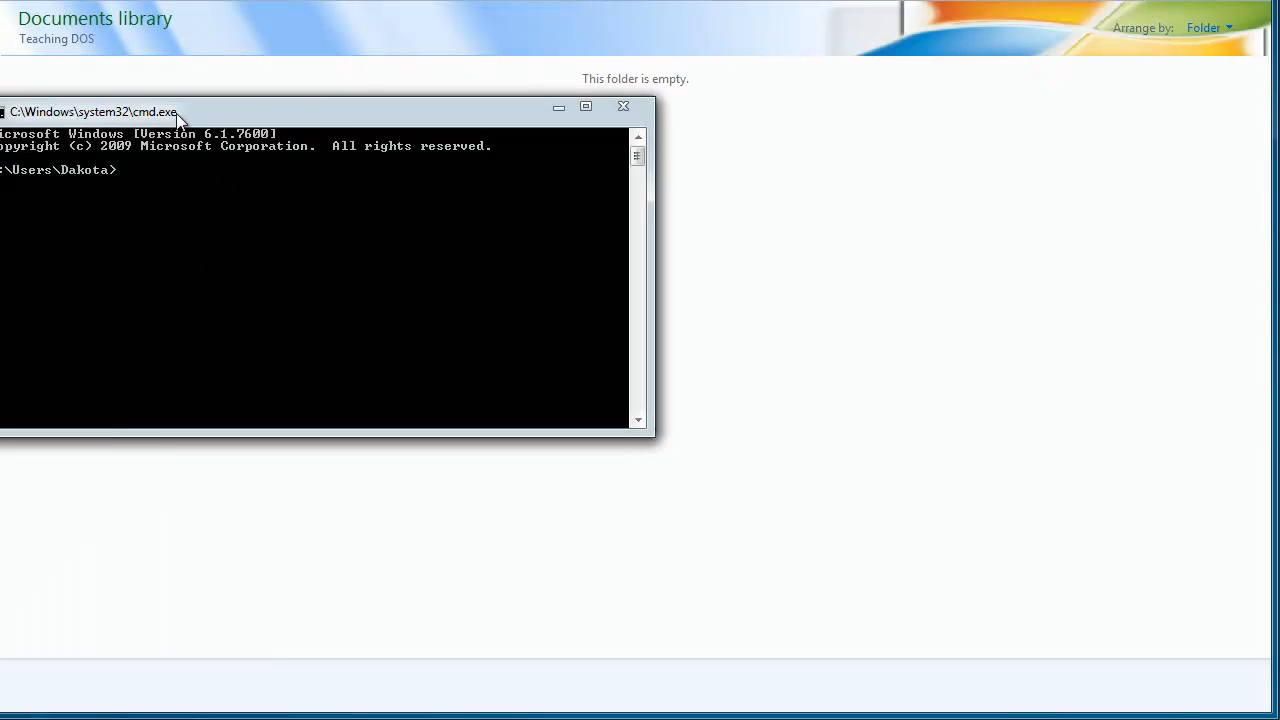 Documents library
Teaching DOS
Arrange by: Folder
This folder is empty.
C:\Windows\system32\cmd.exe
icrosoft Windows [Version 6.1.7600]
opyright (c) 2009 Microsoft Corporation. All rights reserved.
:\Users\Dakota>